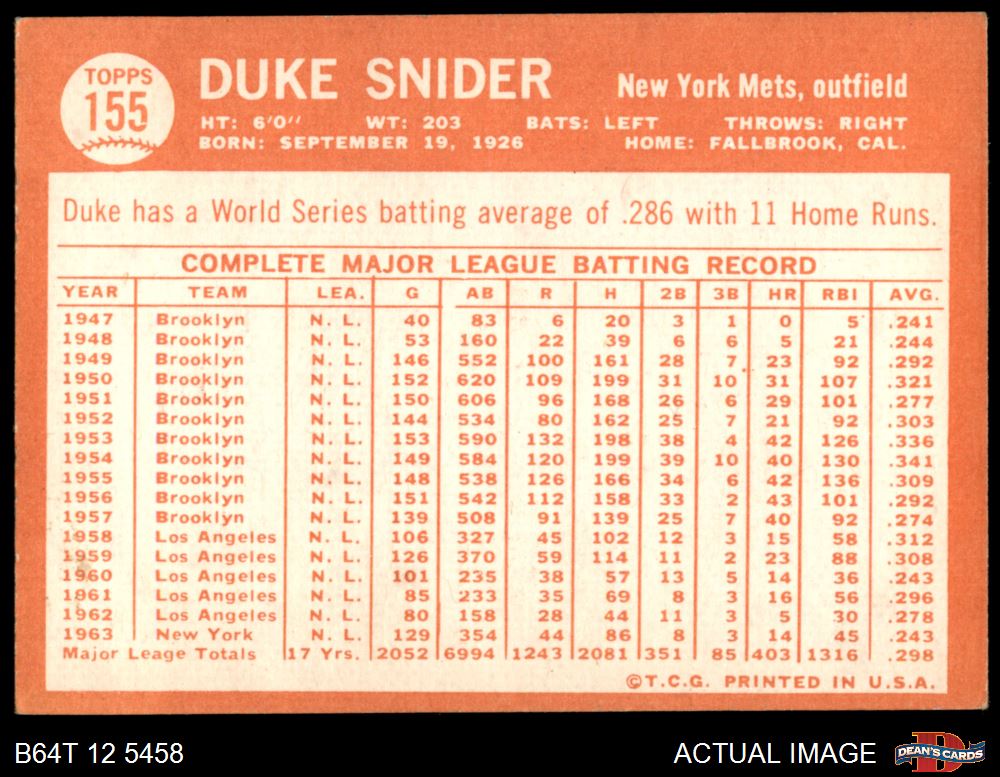 TOPPS
155
DUKE SNIDER
New York Mets, outfield
HT: 6'0" WT: 203 BATS: LEFT THROWS: RIGHT
BORN: SEPTEMBER 19, 1926 HOME: FALLBROOK, CAL.
Duke has a World Series batting average of .286 with 11 Home Runs.
COMPLETE MAJOR LEAGUE BATTING RECORD
YEAR TEAM LEA. G AB R H 2B 3B HR RBI AVG.
1947 Brooklyn N. L. 40 83 6 20 3 1 0 5 .241
1948 Brooklyn N. L. 53 160 22 39 6 6 5 21 .244
1949 Brooklyn N. L. 146 552 100 161 28 7 23 92 .292
1950 Brooklyn N. L. 152 620 109 199 31 10 31 107 .321
1951 Brooklyn N. L. 150 606 96 168 26 6 29 101 .277
1952 Brooklyn N. L. 144 534 80 162 25 7 21 92 .303
1953 Brooklyn N. L. 153 590 132 198 38 4 42 126 .336
1954 Brooklyn N. L. 149 584 120 199 39 10 40 130 .341
1955 Brooklyn N. L. 148 538 126 166 34 6 42 136 .309
1956 Brooklyn N. L. 151 542 112 158 33 2 43 101 .292
1957 Brooklyn N. L. 139 508 91 139 25 7 40 92 .274
1958 Los Angeles N. L. 106 327 45 102 12 3 15 58 .312
1959 Los Angeles N. L. 126 370 59 114 11 2 23 88 .308
1960 Los Angeles N. L. 101 235 38 57 13 5 14 36 .243
1961 Los Angeles N. L. 85 233 35 69 8 3 16 56 .296
1962 Los Angeles N. L. 80 158 28 44 11 3 5 30 .278
1963 New York N. L. 129 354 44 86 8 3 14 45 .243
Major Leage Totals 17 Yrs. 2052 6994 1243 2081 351 85 403 1316 .298
©T.C.G. PRINTED IN U.S.A.
B64T 12 5458 ACTUAL IMAGE
D
DEAN'S CARDS